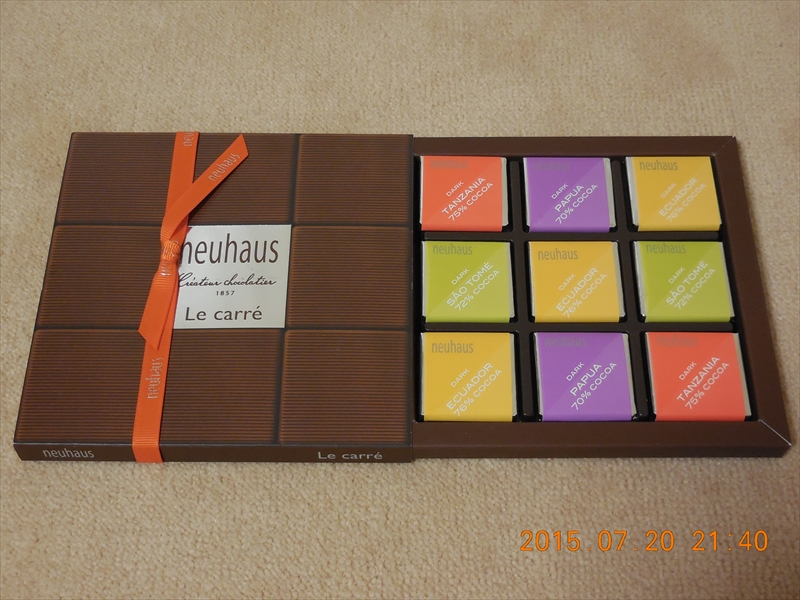 neuhaus
neuhaus
neuhaus
Créateur chocolatier
1857
Le carré
neuhaus
neuhaus
Le carré
neuhaus
DARK
TANZANIA
75% COCOA
neuhaus
DARK
PAPUA
70% COCOA
neuhaus
DARK
ECUADOR
76% COCOA
neuhaus
DARK
SÃO TOMÉ
72% COCOA
neuhaus
DARK
ECUADOR
76% COCOA
neuhaus
DARK
SÃO TOMÉ
72% COCOA
neuhaus
DARK
ECUADOR
76% COCOA
neuhaus
DARK
PAPUA
70% COCOA
neuhaus
DARK
TANZANIA
75% COCOA
2015.07.20 21:40